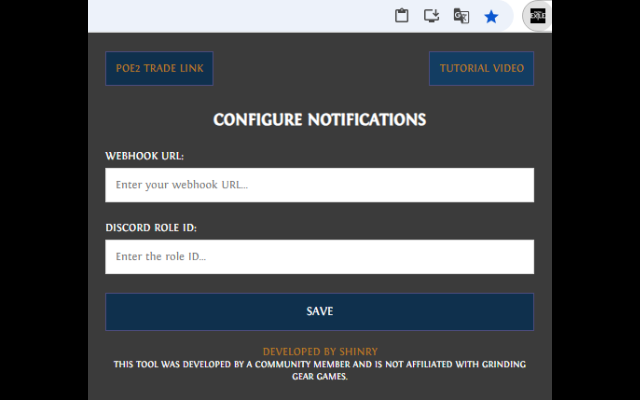 POE2 TRADE LINK
TUTORIAL VIDEO
CONFIGURE NOTIFICATIONS
WEBHOOK URL:
Enter your webhook URL...
DISCORD ROLE ID:
Enter the role ID...
SAVE
DEVELOPED BY SHINRY
THIS TOOL WAS DEVELOPED BY A COMMUNITY MEMBER AND IS NOT AFFILIATED WITH GRINDING
GEAR GAMES.